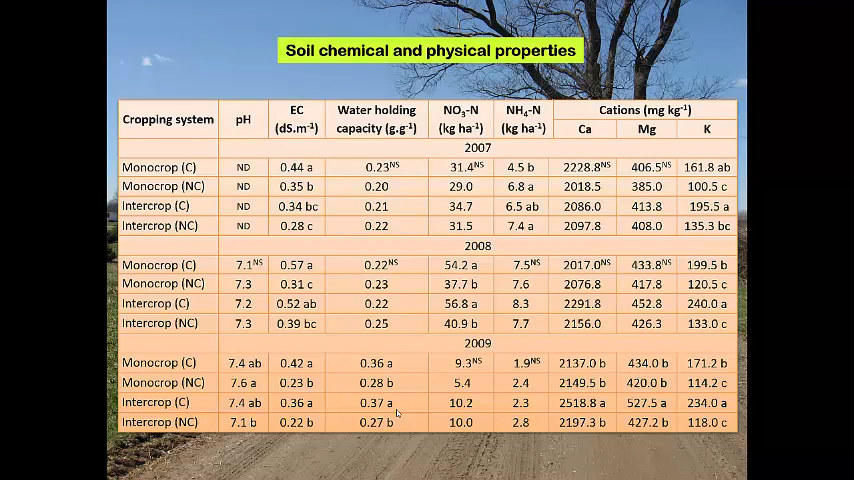 Soil chemical and physical properties
Cropping system pH EC (dS.m-1) Water holding capacity (g.g-1) NO3-N (kg ha-1) NH4-N (kg ha-1) Cations (mg kg-1)
Ca Mg K
2007
Monocrop (C) ND 0.44 a 0.23NS 31.4NS 4.5 b 2228.8NS 406.5NS 161.8 ab
Monocrop (NC) ND 0.35 b 0.20 29.0 6.8 a 2018.5 385.0 100.5 c
Intercrop (C) ND 0.34 bc 0.21 34.7 6.5 ab 2086.0 413.8 195.5 a
Intercrop (NC) ND 0.28 c 0.22 31.5 7.4 a 2097.8 408.0 135.3 bc
2008
Monocrop (C) 7.1NS 0.57 a 0.22NS 54.2 a 7.5NS 2017.0NS 433.8NS 199.5 b
Monocrop (NC) 7.3 0.31 c 0.23 37.7 b 7.6 2076.8 417.8 120.5 c
Intercrop (C) 7.2 0.52 ab 0.22 56.8 a 8.3 2291.8 452.8 240.0 a
Intercrop (NC) 7.3 0.39 bc 0.25 40.9 b 7.7 2156.0 426.3 133.0 c
2009
Monocrop (C) 7.4 ab 0.42 a 0.36 a 9.3NS 1.9NS 2137.0 b 434.0 b 171.2 b
Monocrop (NC) 7.6 a 0.23 b 0.28 b 5.4 2.4 2149.5 b 420.0 b 114.2 c
Intercrop (C) 7.4 ab 0.36 a 0.37 a 10.2 2.3 2518.8 a 527.5 a 234.0 a
Intercrop (NC) 7.1 b 0.22 b 0.27 b 10.0 2.8 2197.3 b 427.2 b 118.0 c